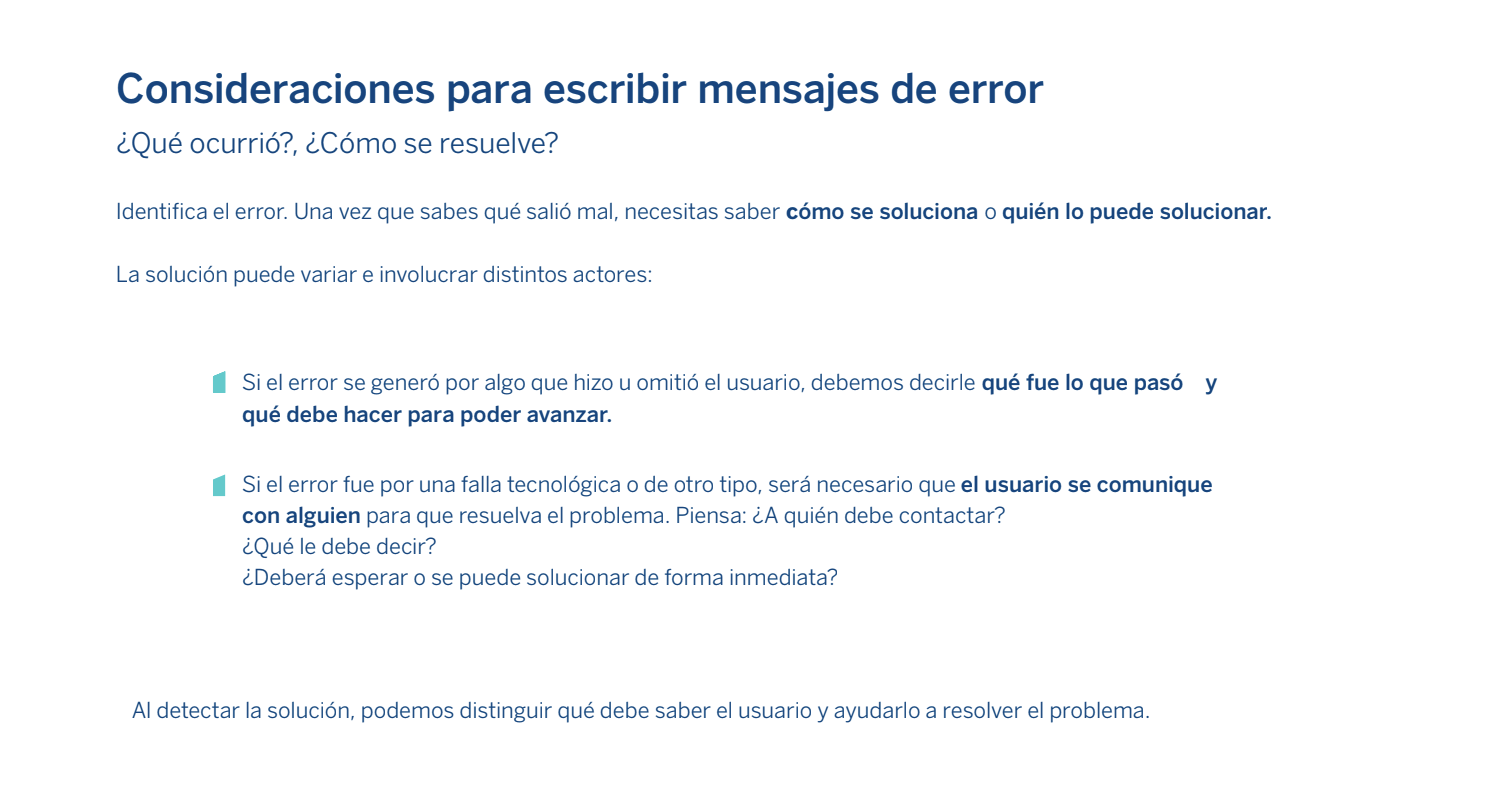 Consideraciones para escribir mensajes de error
¿Qué ocurrió?, ¿Cómo se resuelve?
Identifica el error. Una vez que sabes qué salió mal, necesitas saber cómo se soluciona o quién lo puede solucionar.
La solución puede variar e involucrar distintos actores:
Si el error se generó por algo que hizo u omitió el usuario, debemos decirle qué fue lo que pasó y
qué debe hacer para poder avanzar.
Si el error fue por una falla tecnológica o de otro tipo, será necesario que el usuario se comunique
con alguien para que resuelva el problema. Piensa: ¿A quién debe contactar?
¿Qué le debe decir?
¿Deberá esperar o se puede solucionar de forma inmediata?
Al detectar la solución, podemos distinguir qué debe saber el usuario y ayudarlo a resolver el problema.